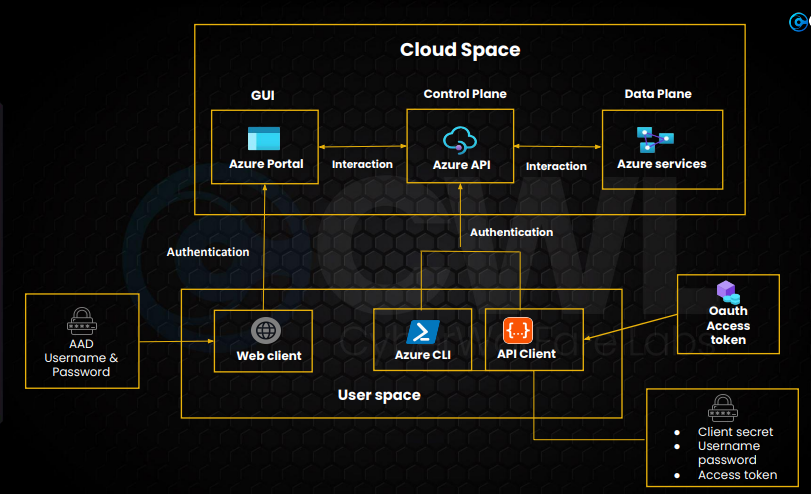 Cloud Space
GUI
Control Plane
Data Plane
Azure Portal
Interaction
Azure API
Interaction
Azure services
Authentication
Authentication
AAD
Username &
Password
Web client
Azure CLI
API Client
Oauth
Access
token
User space
Client secret
Username
password
Access token
CWL